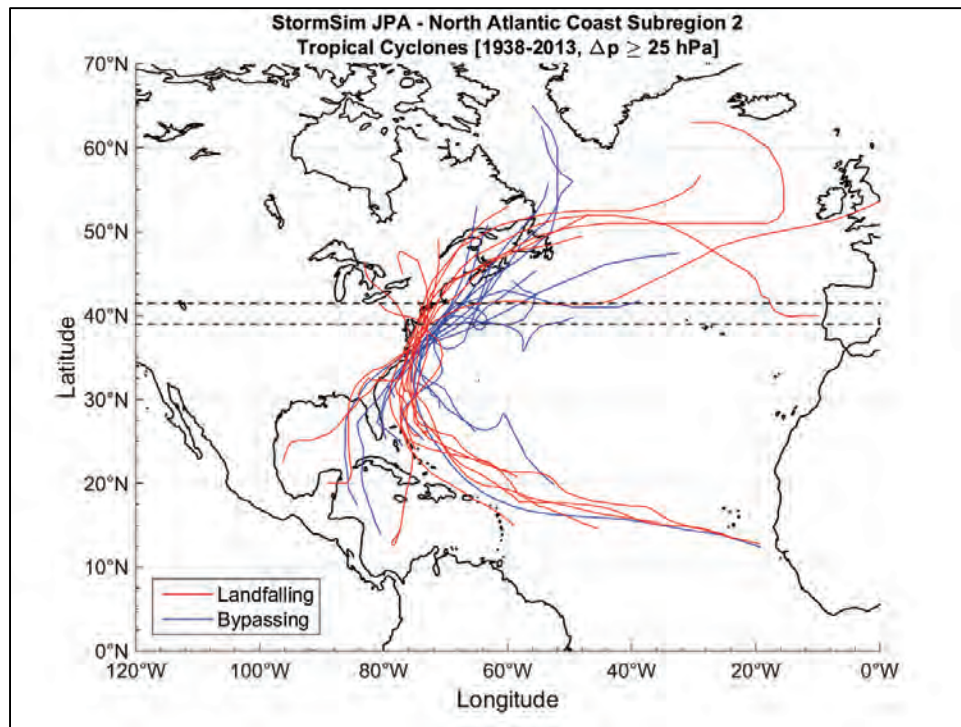 StormSim JPA - North Atlantic Coast Subregion 2
Tropical Cyclones [1938-2013, Δp ≥ 25 hPa]
70°N
60°N
50°N
40°N
30°N
20°N
10°N
0°N
Latitude
Landfalling
Bypassing
120°W 100°W 80°W 60°W 40°W 20°W 0°W
Longitude